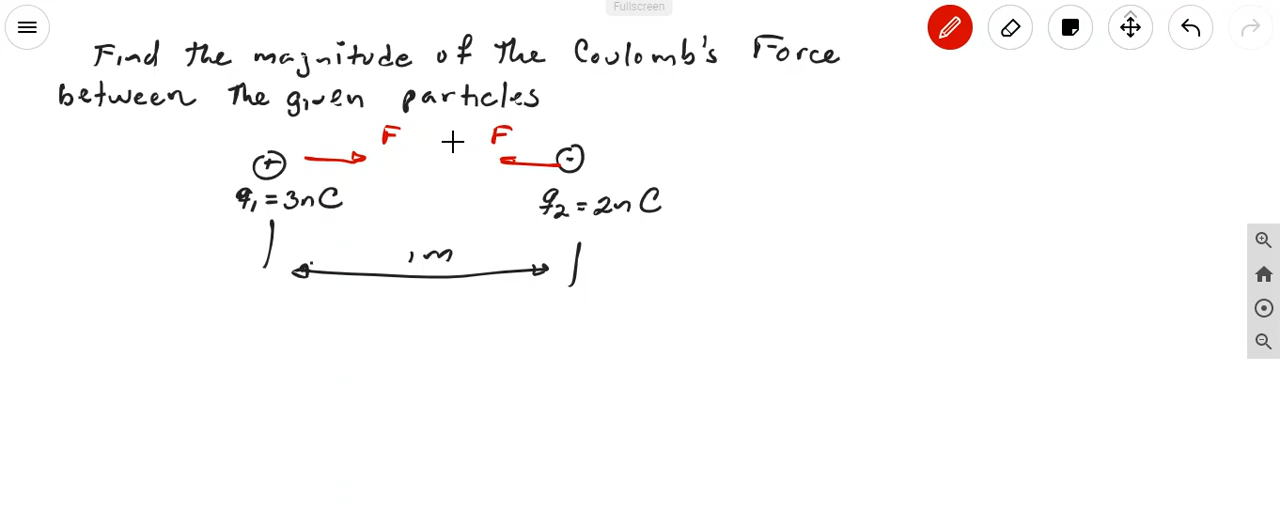 Fullscreen
Find the magnitude of the Coulomb's Force
between the given particles
F F
+ -
q₁ = 3nC q₂ = 2nC
1m